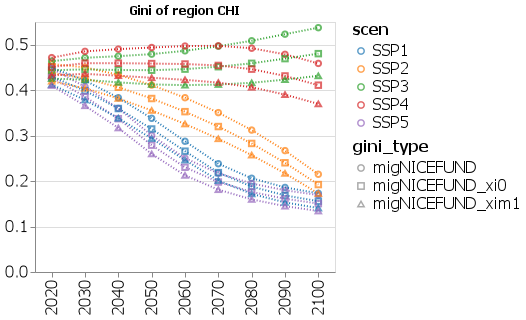 Gini of region CHI
0.5
0.4
0.3
0.2
0.1
0.0
2020
2030
2040
2050
2060
2070
2080
2090
2100
scen
SSP1
SSP2
SSP3
SSP4
SSP5
gini_type
migNICEFUND
migNICEFUND_xi0
migNICEFUND_xim1